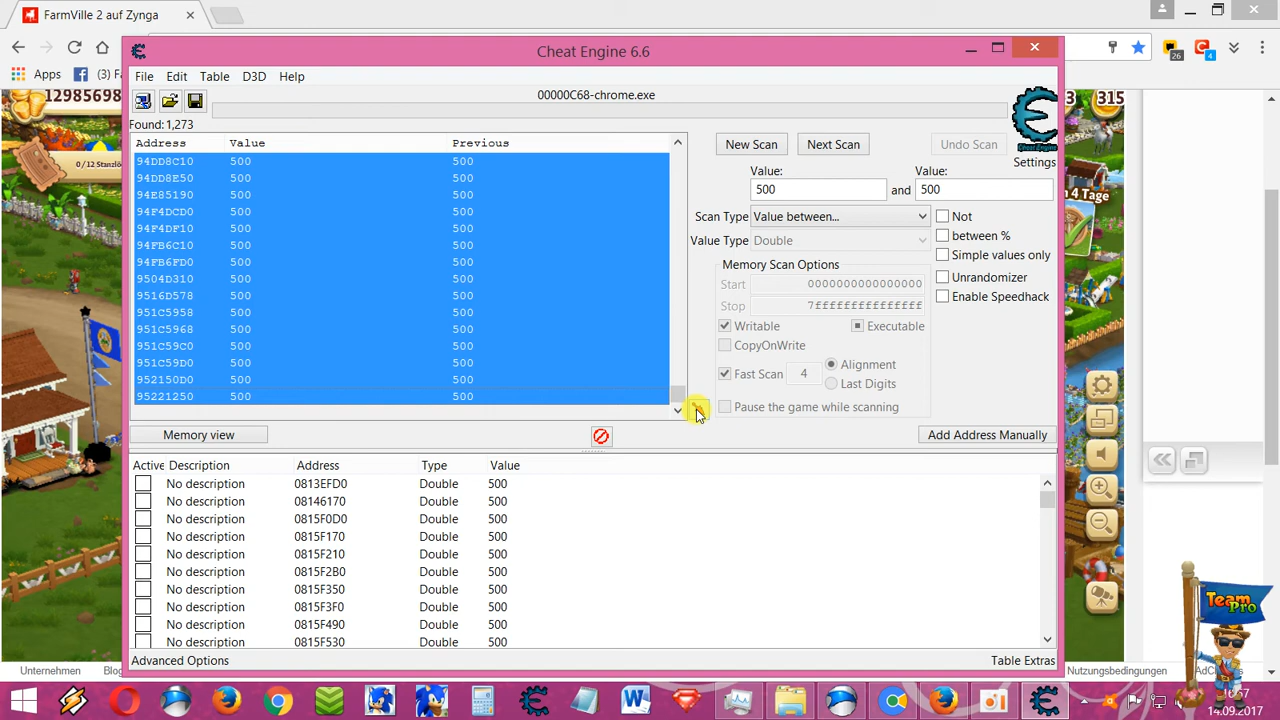 FarmVille 2 auf Zynga
Apps
26
4
12985698
0/12
315
en 4 Tage
Cheat Engine 6.6
File Edit Table D3D Help
00000C68-chrome.exe
Found: 1,273
Settings
Address Value Previous
94DD8C10 500 500
94DD8E50 500 500
94E85190 500 500
94F4DCD0 500 500
94F4DF10 500 500
94FB6C10 500 500
94FB6FD0 500 500
9504D310 500 500
9516D578 500 500
951C5958 500 500
951C5968 500 500
951C59C0 500 500
951C59D0 500 500
952150D0 500 500
95221250 500 500
New Scan Next Scan Undo Scan
Value: Value:
500 and 500
Scan Type Value between... Not
Value Type Double between %
Simple values only
Memory Scan Options
Start 0000000000000000
Stop 7fffffffffffffff
Unrandomizer
Enable Speedhack
Writable Executable
CopyOnWrite
Fast Scan 4 Alignment
Last Digits
Pause the game while scanning
Memory view Add Address Manually
Active Description Address Type Value
No description 0813EFD0 Double 500
No description 08146170 Double 500
No description 0815F0D0 Double 500
No description 0815F170 Double 500
No description 0815F210 Double 500
No description 0815F2B0 Double 500
No description 0815F350 Double 500
No description 0815F3F0 Double 500
No description 0815F490 Double 500
No description 0815F530 Double 500
Advanced Options Table Extras
Unternehmen Nutzungsbedingungen
Team
Pro
14.09.2017